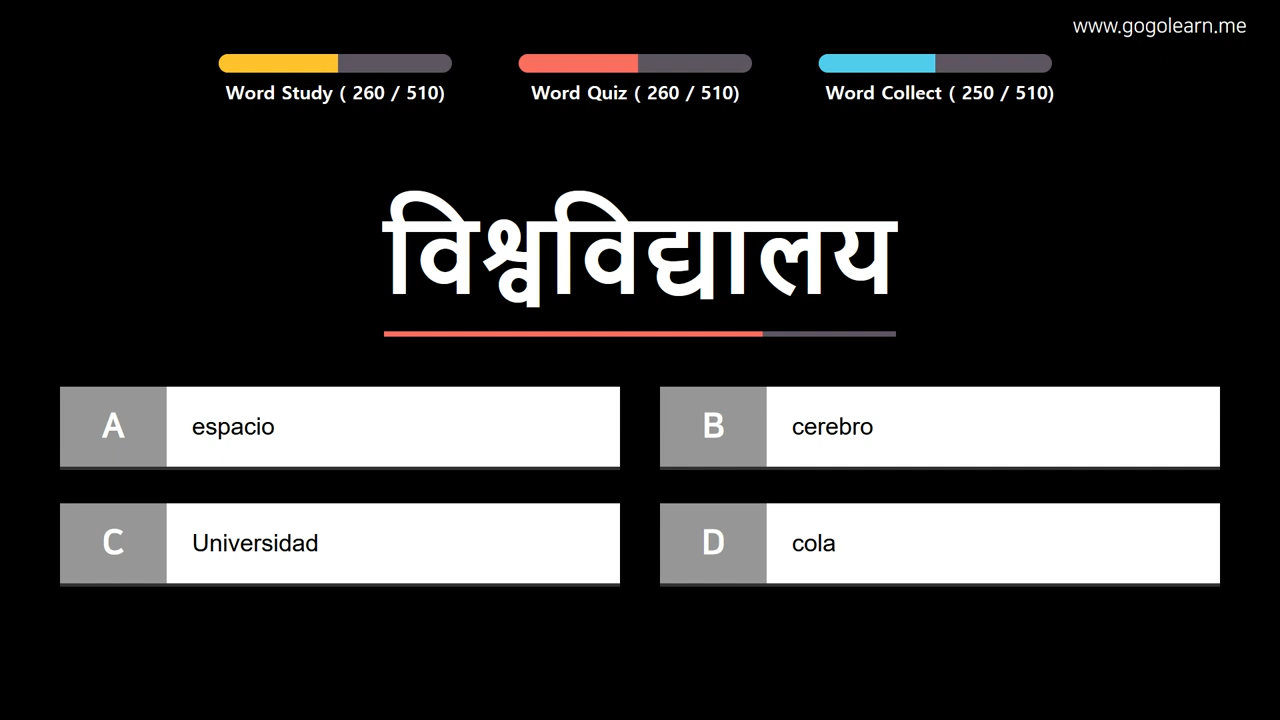 www.gogolearn.me
Word Study ( 260 / 510)
Word Quiz ( 260 / 510)
Word Collect ( 250 / 510)
विश्वविद्यालय
A
espacio
B
cerebro
C
Universidad
D
cola